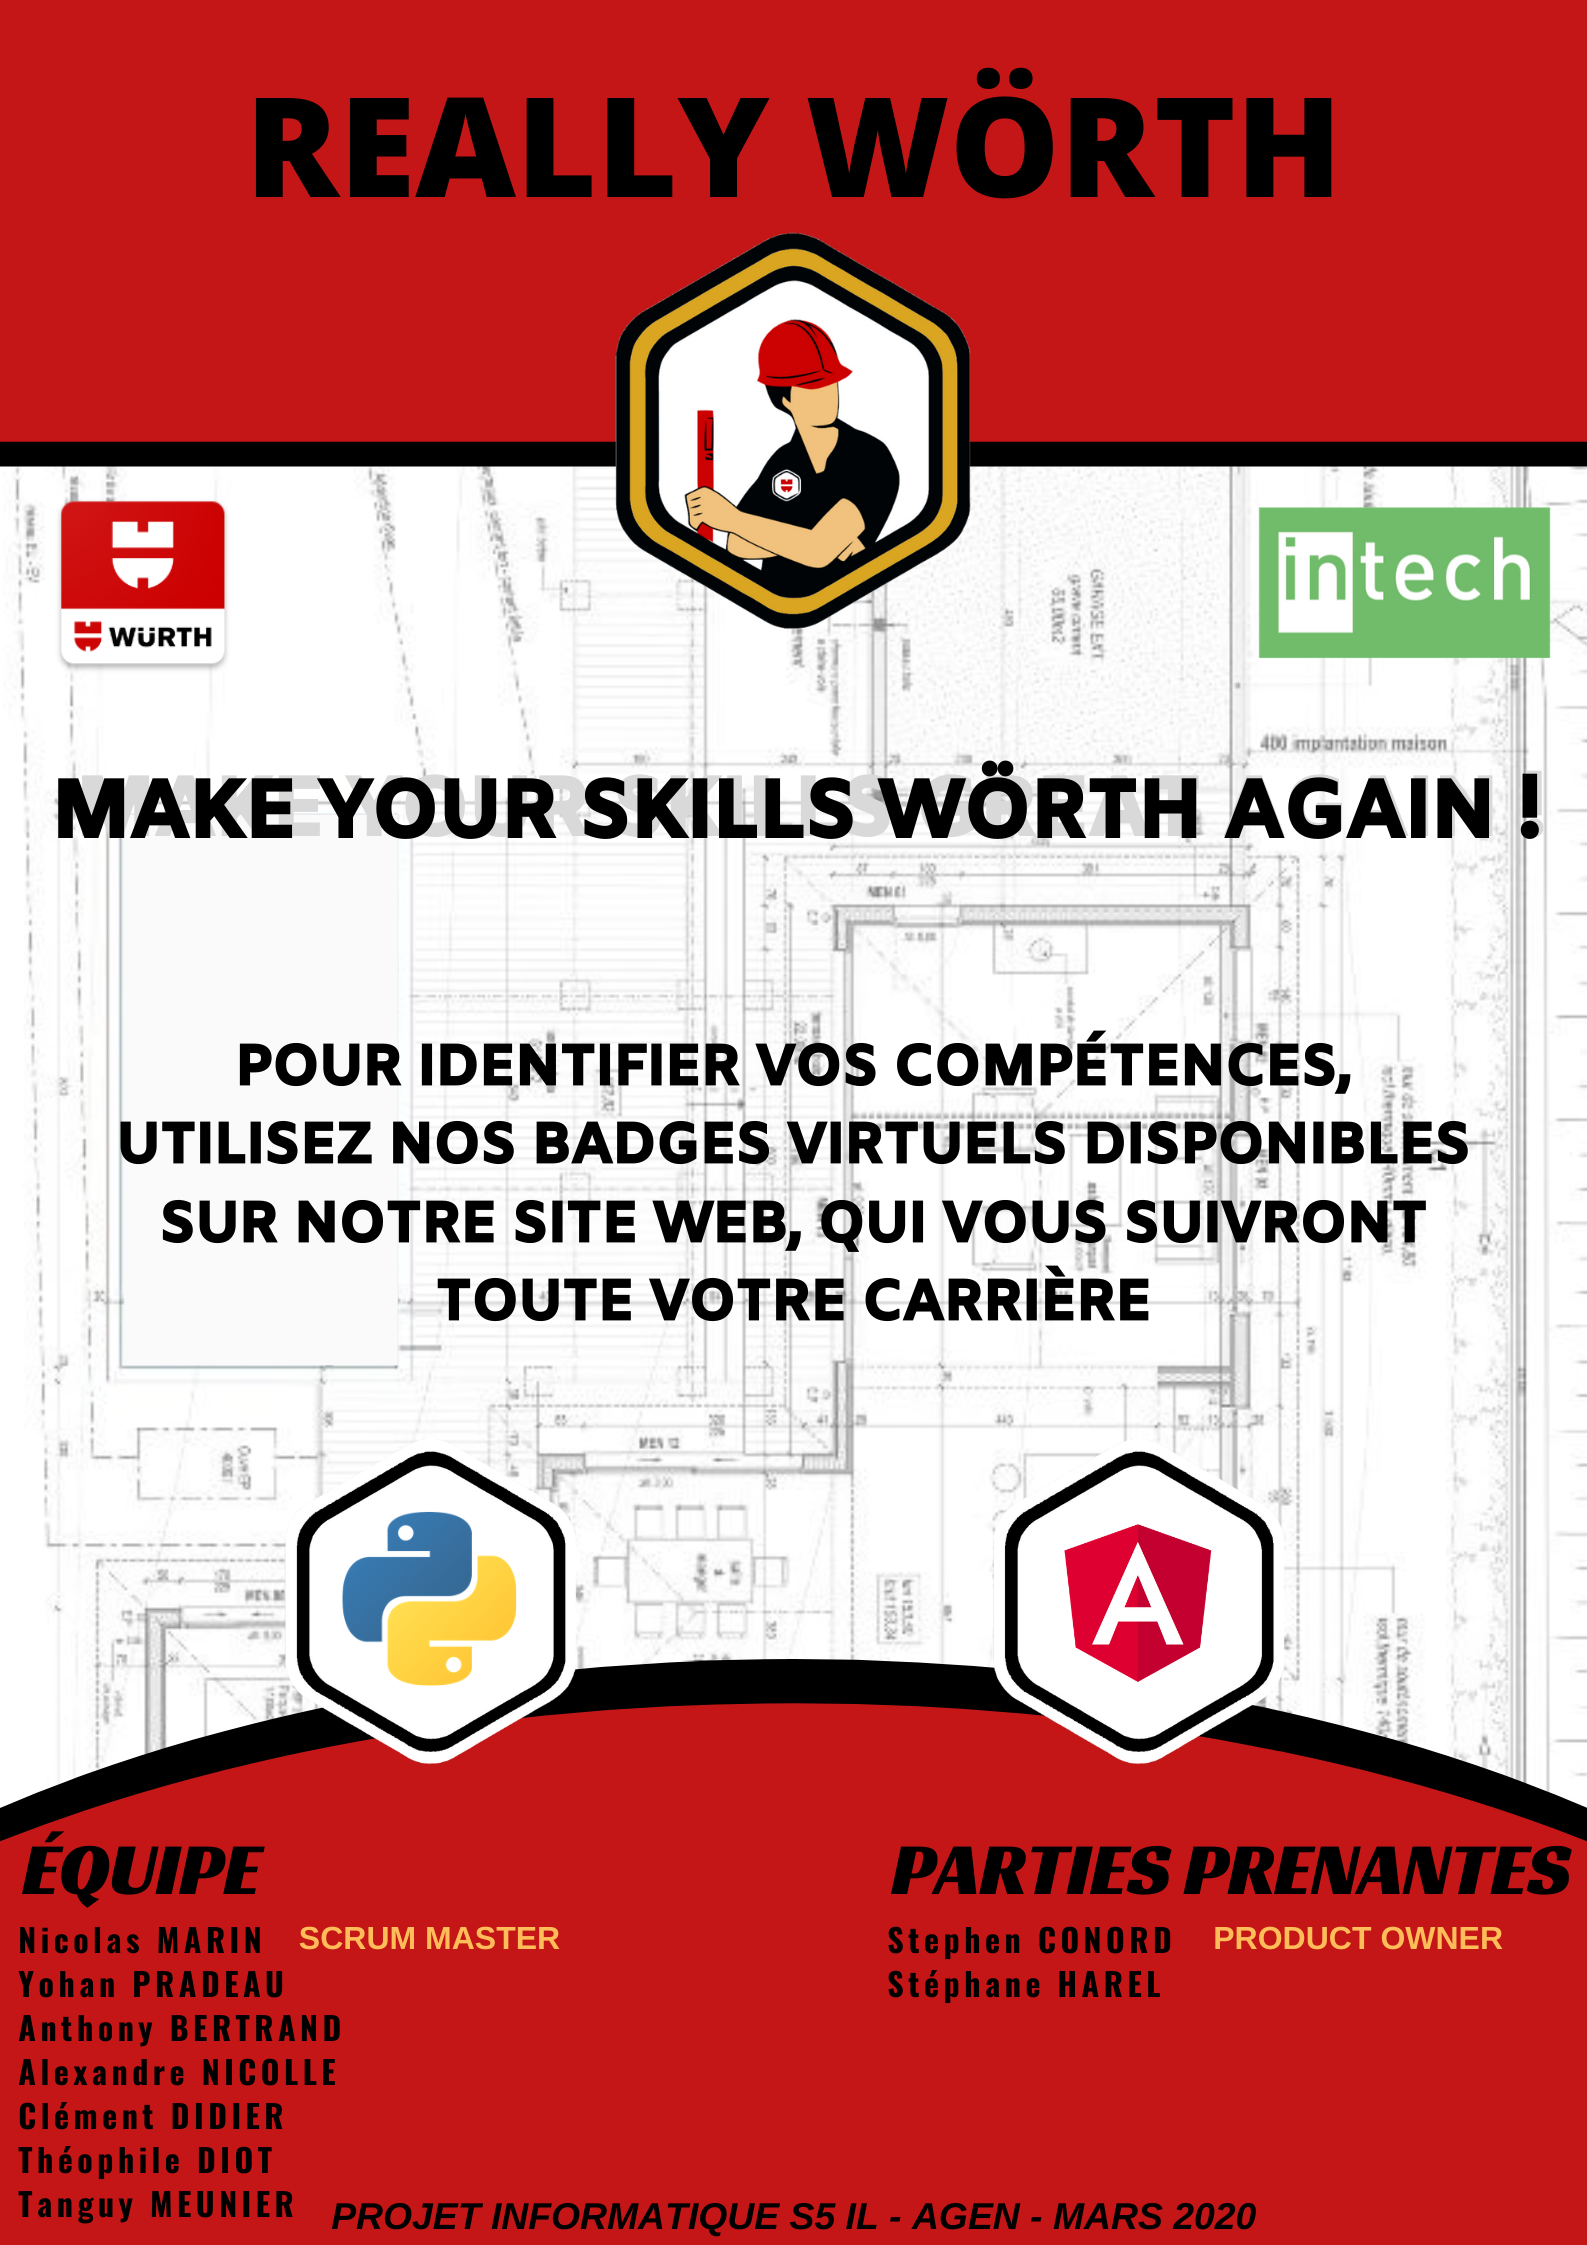 REALLY WÖRTH
WÜRTH
intech
400 implantation maison
MAKE YOUR SKILLS WÖRTH AGAIN !
POUR IDENTIFIER VOS COMPÉTENCES,
UTILISEZ NOS BADGES VIRTUELS DISPONIBLES
SUR NOTRE SITE WEB, QUI VOUS SUIVRONT
TOUTE VOTRE CARRIÈRE
ÉQUIPE
Nicolas MARIN SCRUM MASTER
Yohan PRADEAU
Anthony BERTRAND
Alexandre NICOLLE
Clément DIDIER
Théophile DIOT
Tanguy MEUNIER
PARTIES PRENANTES
Stephen CONORD PRODUCT OWNER
Stéphane HAREL
PROJET INFORMATIQUE S5 IL - AGEN - MARS 2020